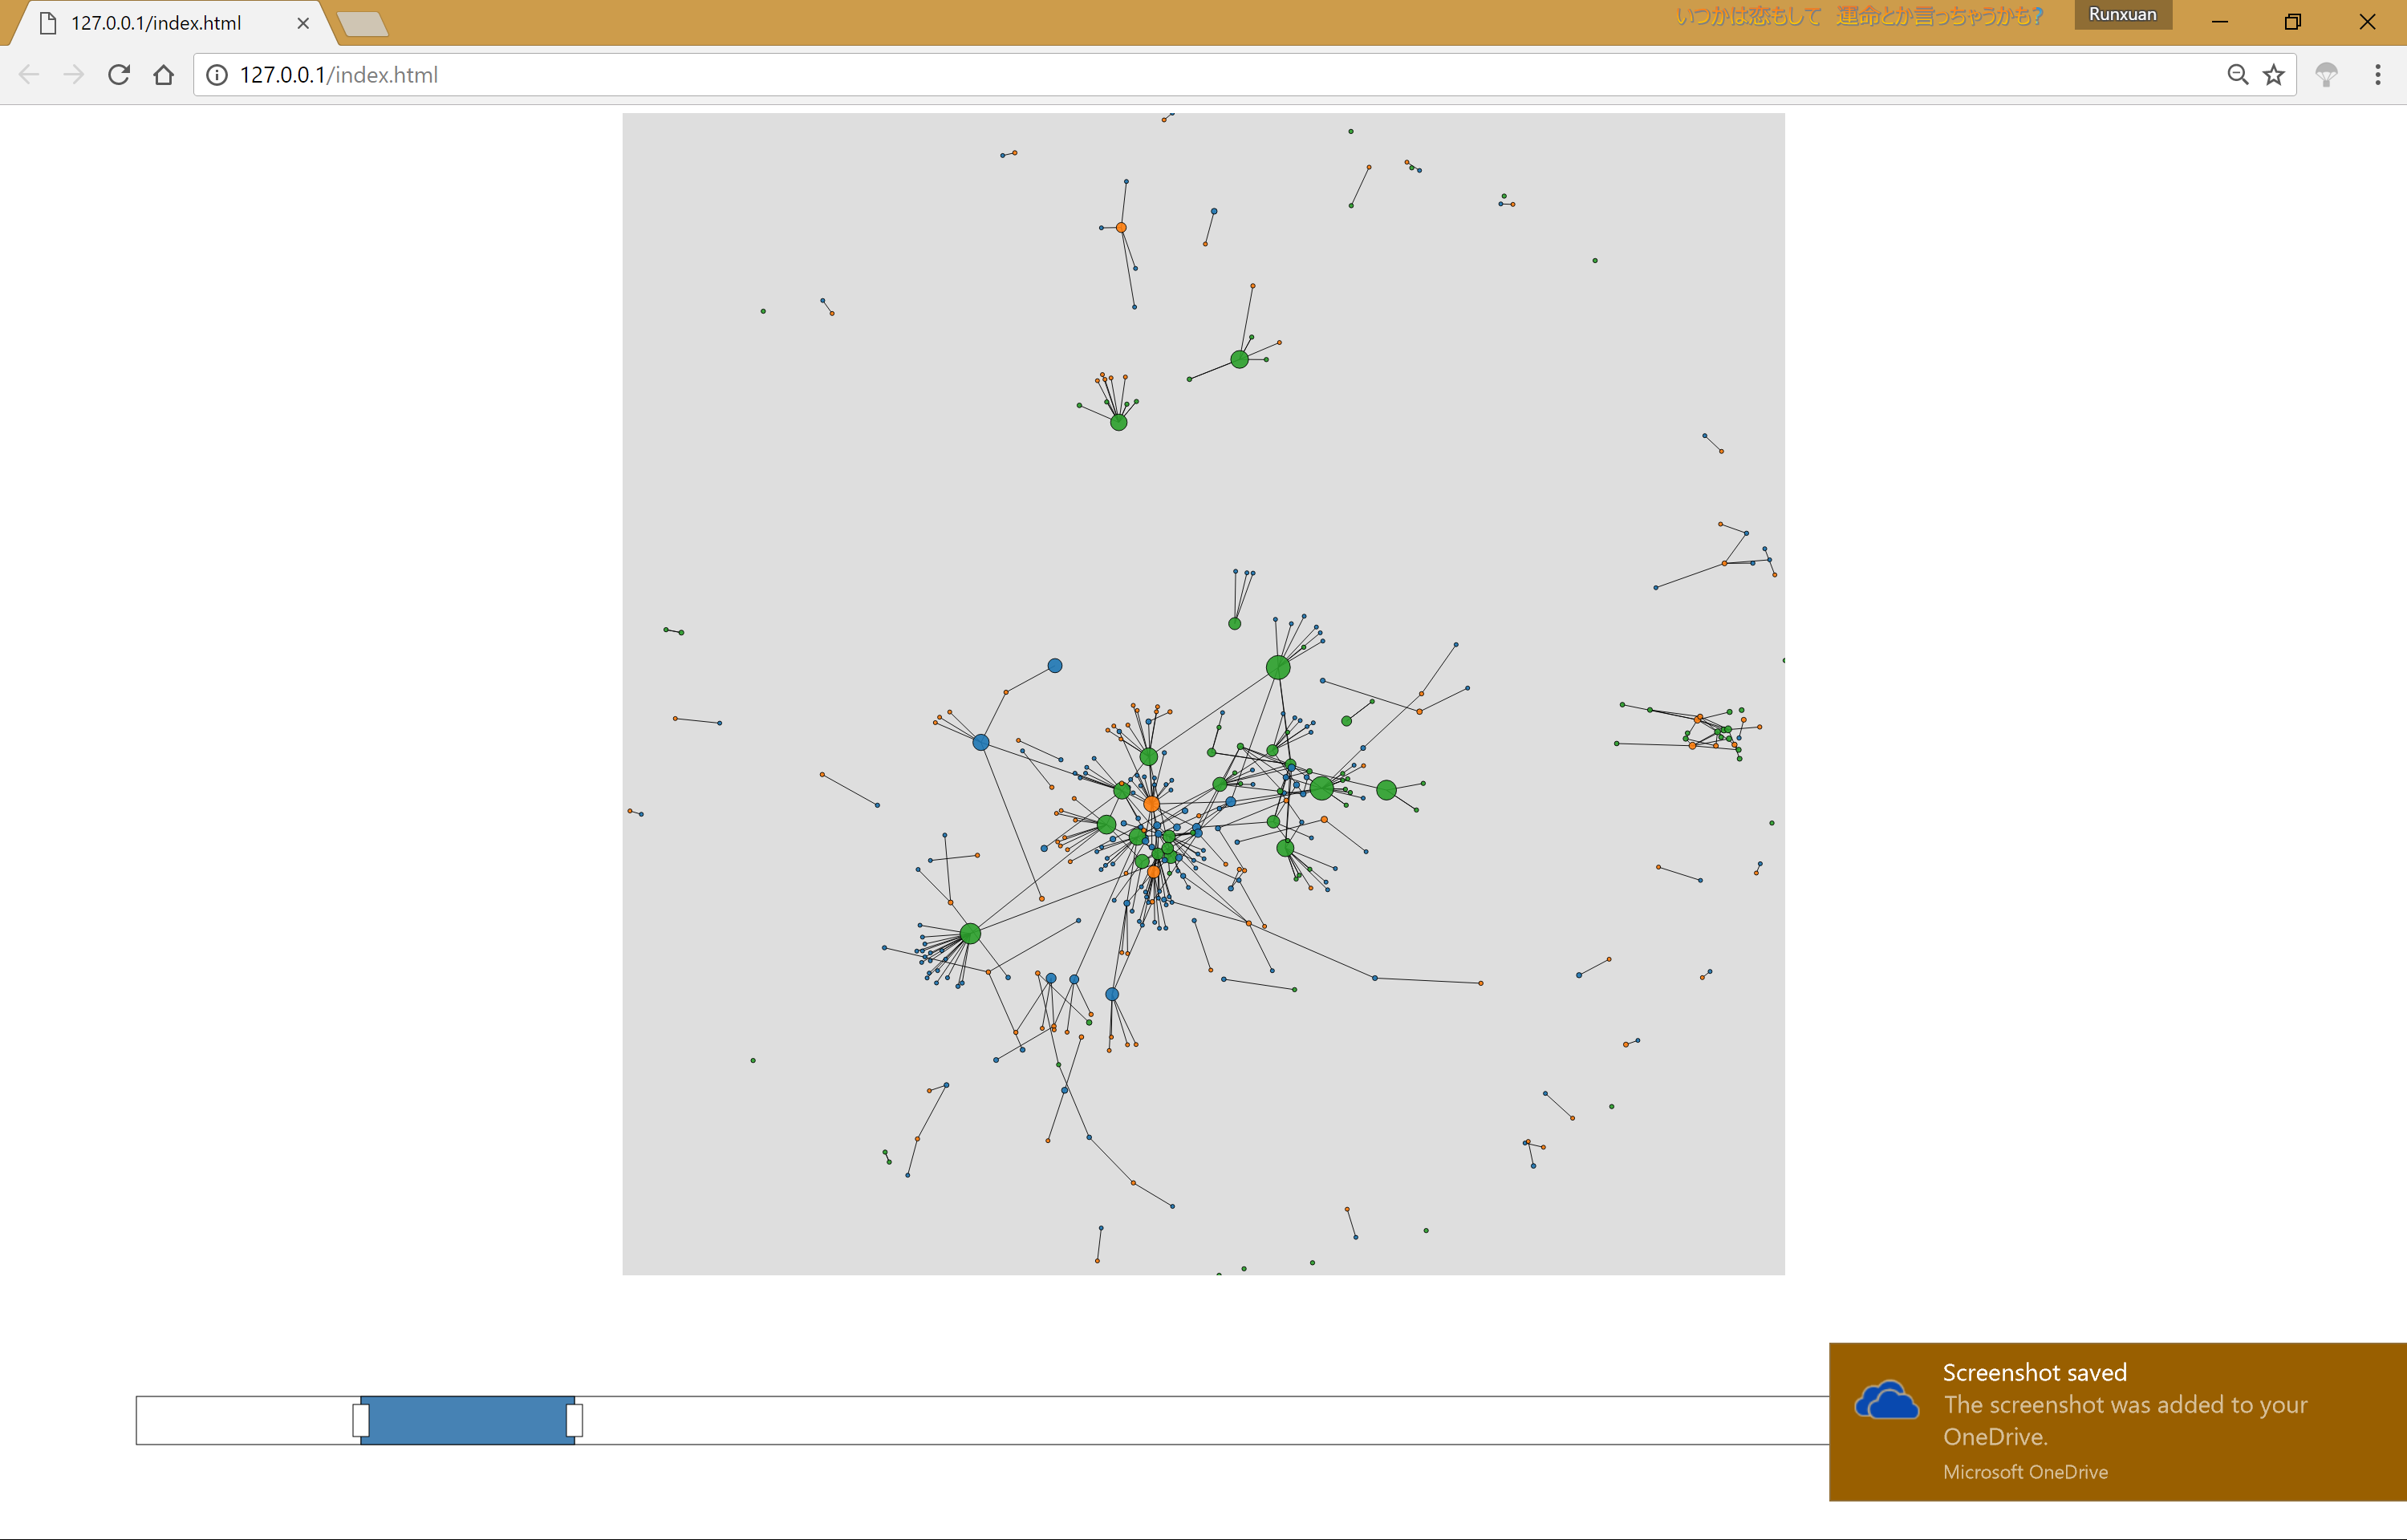 127.0.0.1/index.html
いつかは恋もして 運命とか言っちゃうかも?
Runxuan
127.0.0.1/index.html
Screenshot saved
The screenshot was added to your
OneDrive.
Microsoft OneDrive